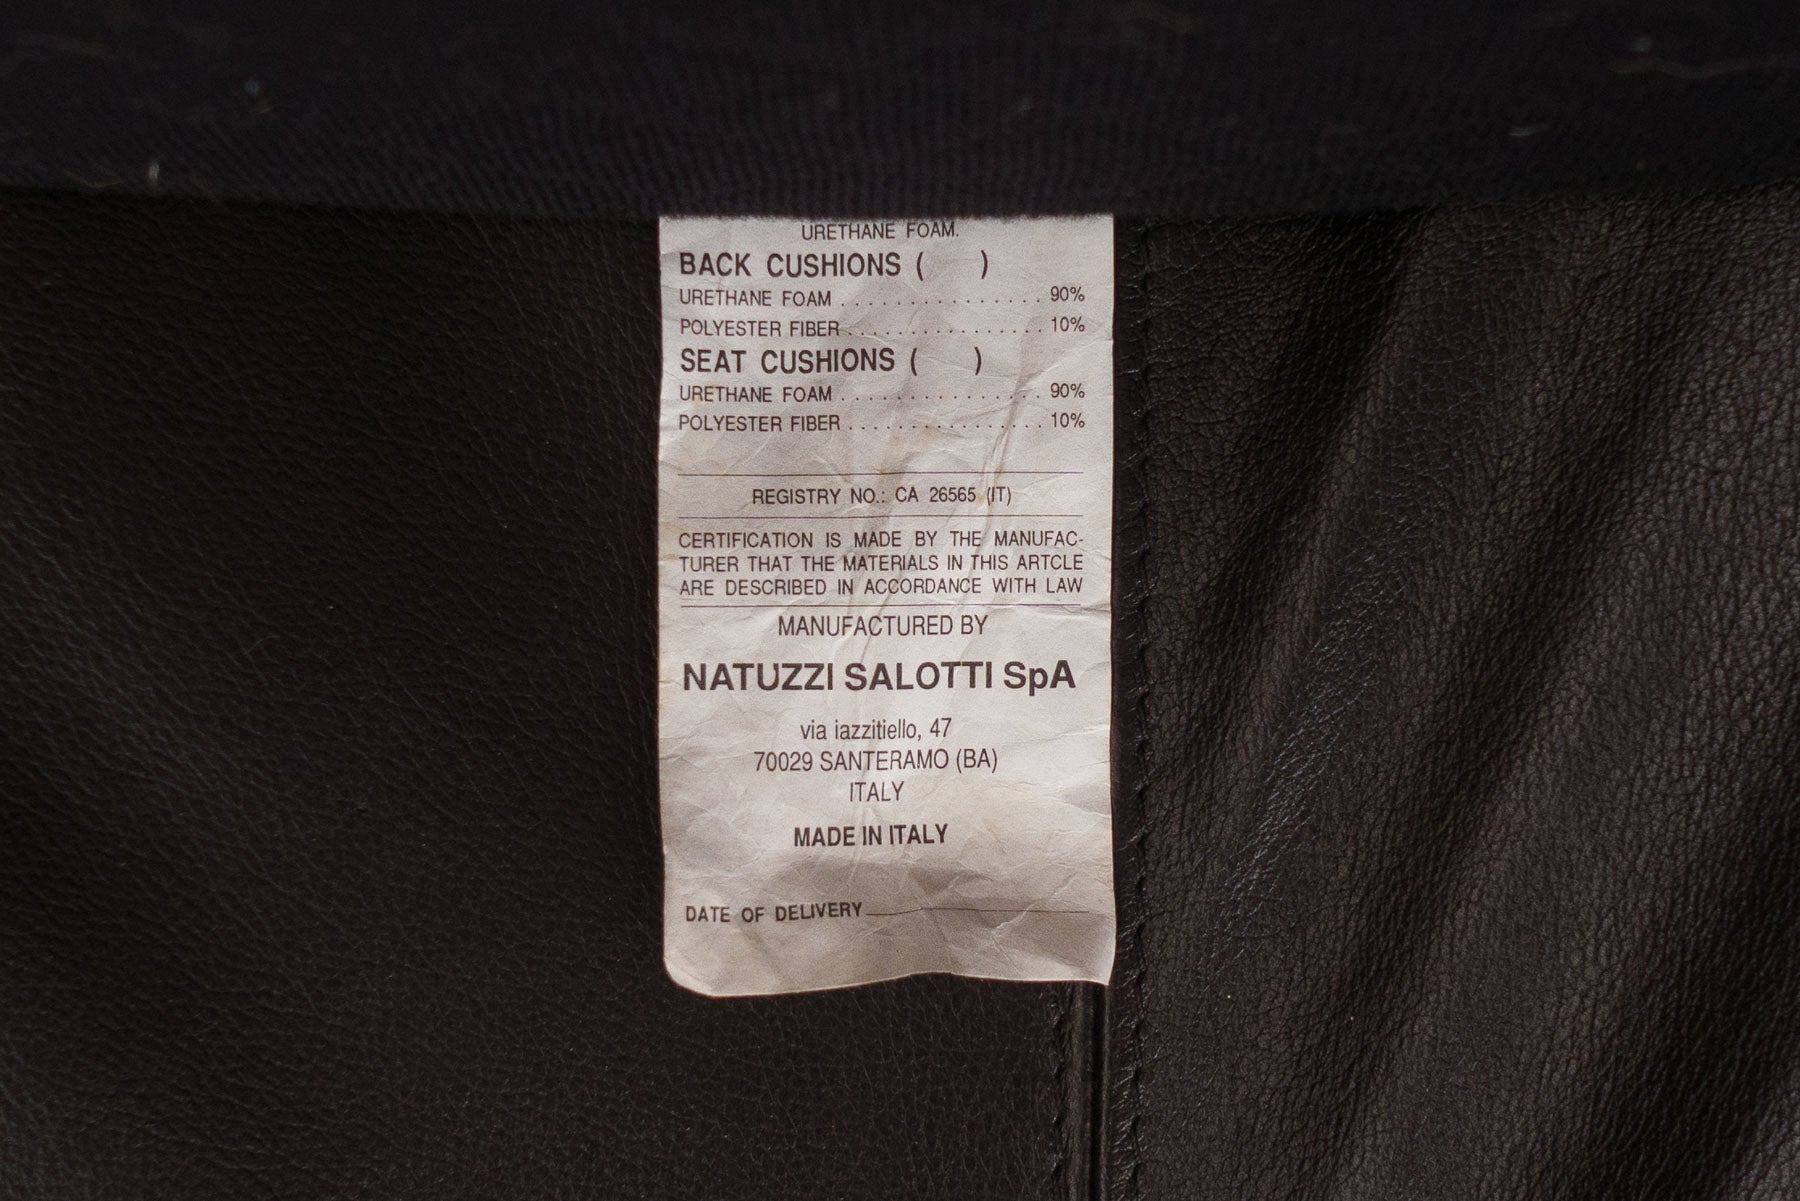 URETHANE FOAM.
BACK CUSHIONS (    )
URETHANE FOAM . . . . . . . . . . . . . . . . 90%
POLYESTER FIBER . . . . . . . . . . . . . . . . 10%
SEAT CUSHIONS (    )
URETHANE FOAM . . . . . . . . . . . . . . . . 90%
POLYESTER FIBER . . . . . . . . . . . . . . . . 10%
REGISTRY NO.: CA 26565 (IT)
CERTIFICATION IS MADE BY THE MANUFAC-
TURER THAT THE MATERIALS IN THIS ARTCLE
ARE DESCRIBED IN ACCORDANCE WITH LAW
MANUFACTURED BY
NATUZZI SALOTTI SpA
via iazzitiello, 47
70029 SANTERAMO (BA)
ITALY
MADE IN ITALY
DATE OF DELIVERY